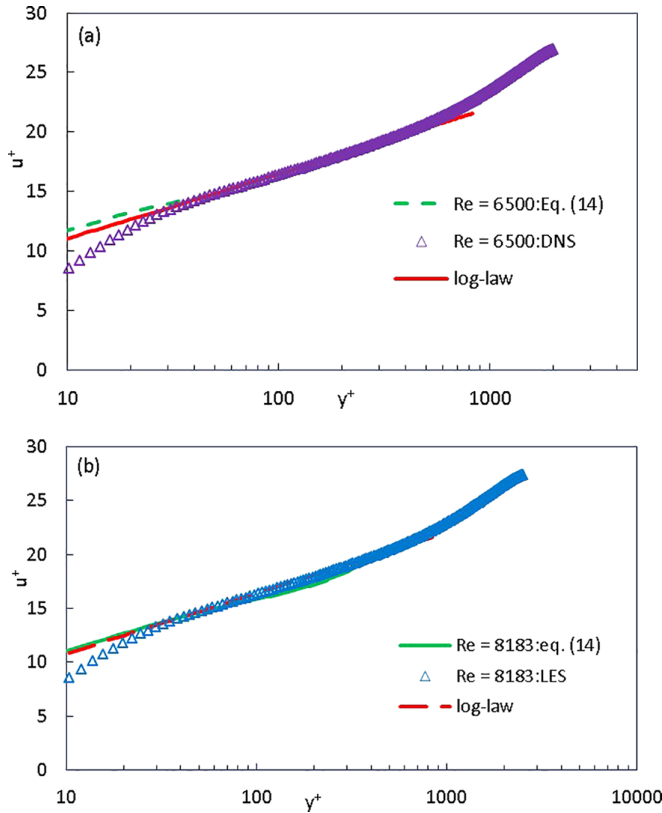 30
(a)
25
20
u+
15
Re = 6500:Eq. (14)
10
Re = 6500:DNS
5
log-law
0
10
100
y+
1000
30
(b)
25
20
u+
15
10
Re = 8183:eq. (14)
Re = 8183:LES
5
log-law
0
10
100
y+
1000
10000